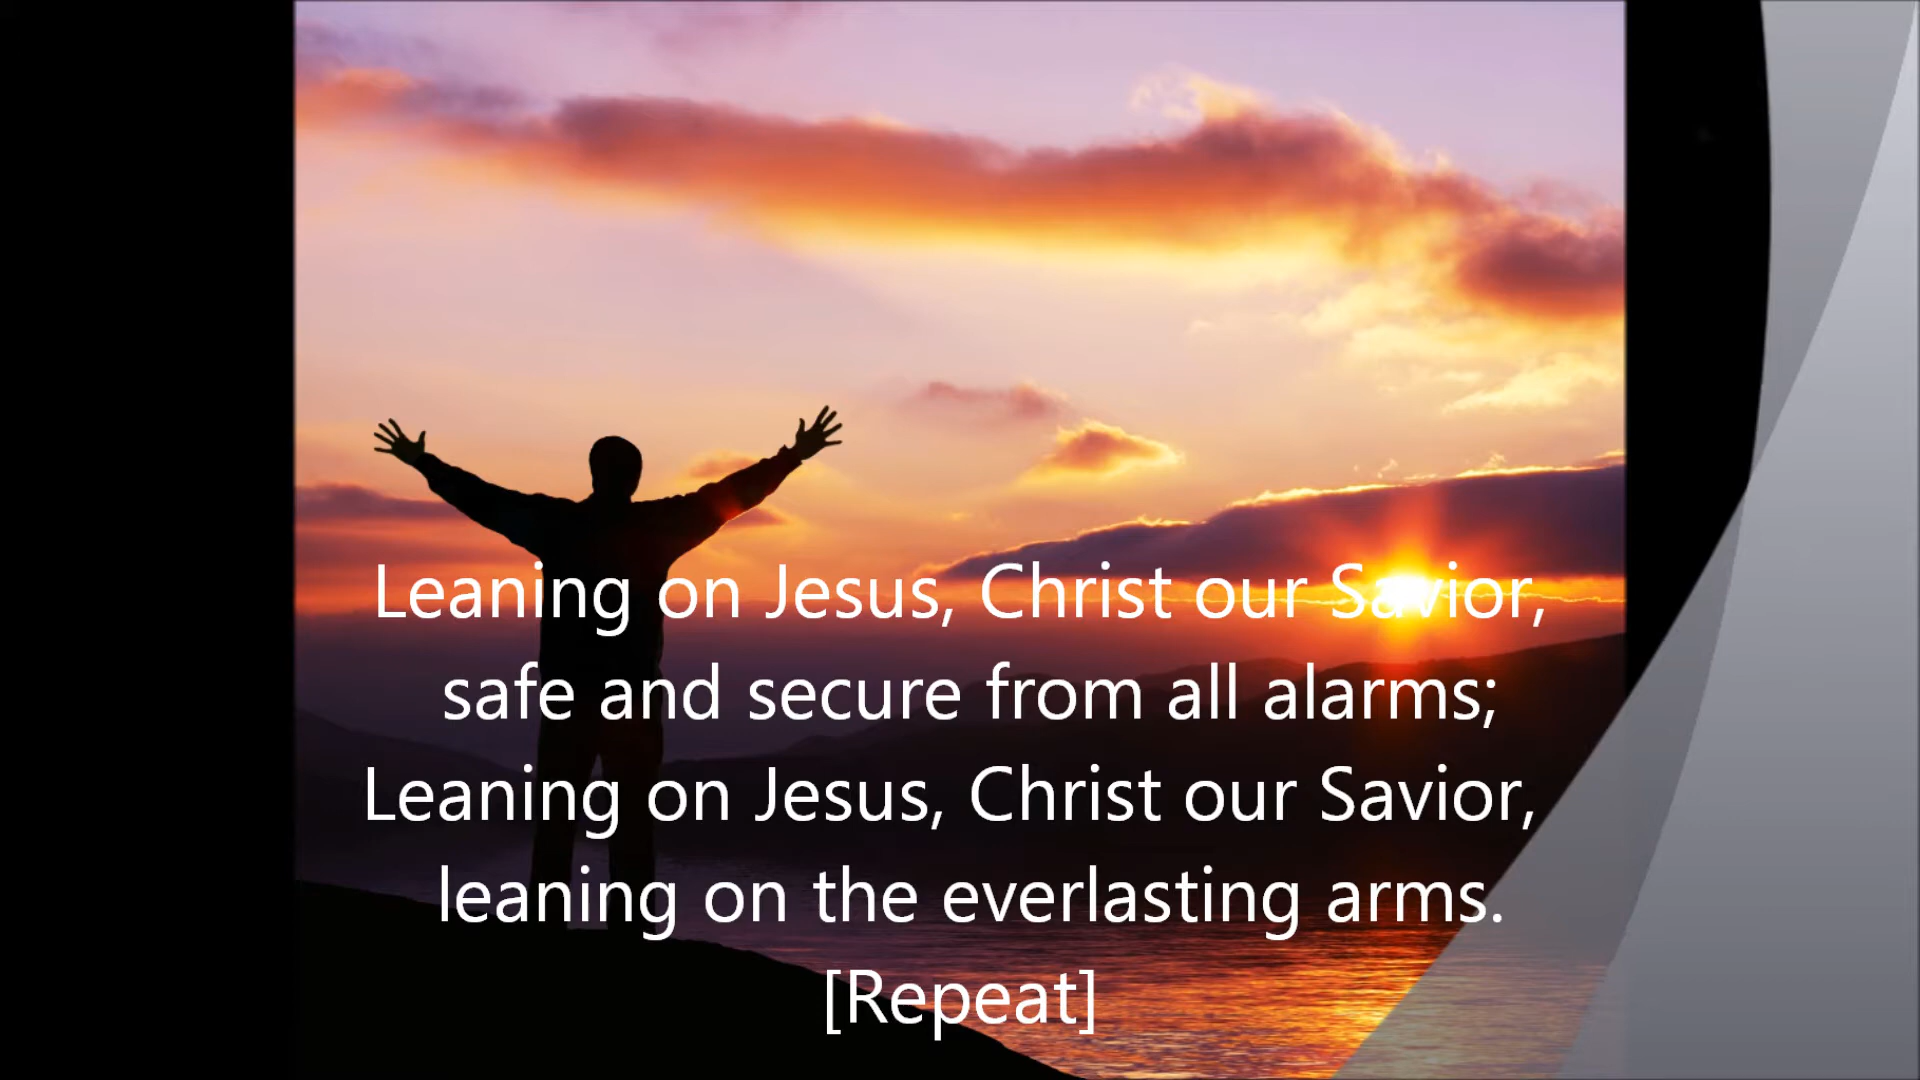 Leaning on Jesus, Christ our Savior,
safe and secure from all alarms;
Leaning on Jesus, Christ our Savior,
leaning on the everlasting arms.
[Repeat]